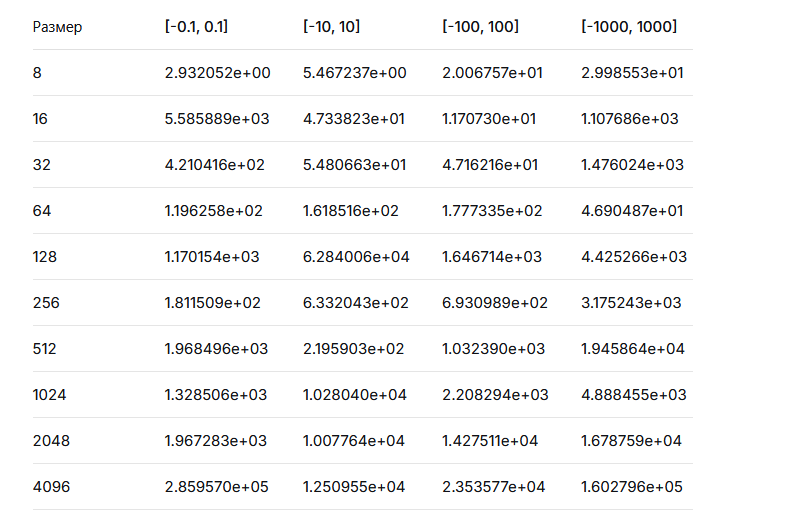 Размер [-0.1, 0.1] [-10, 10] [-100, 100] [-1000, 1000]
8 2.932052e+00 5.467237e+00 2.006757e+01 2.998553e+01
16 5.585889e+03 4.733823e+01 1.170730e+01 1.107686e+03
32 4.210416e+02 5.480663e+01 4.716216e+01 1.476024e+03
64 1.196258e+02 1.618516e+02 1.777335e+02 4.690487e+01
128 1.170154e+03 6.284006e+04 1.646714e+03 4.425266e+03
256 1.811509e+02 6.332043e+02 6.930989e+02 3.175243e+03
512 1.968496e+03 2.195903e+02 1.032390e+03 1.945864e+04
1024 1.328506e+03 1.028040e+04 2.208294e+03 4.888455e+03
2048 1.967283e+03 1.007764e+04 1.427511e+04 1.678759e+04
4096 2.859570e+05 1.250955e+04 2.353577e+04 1.602796e+05